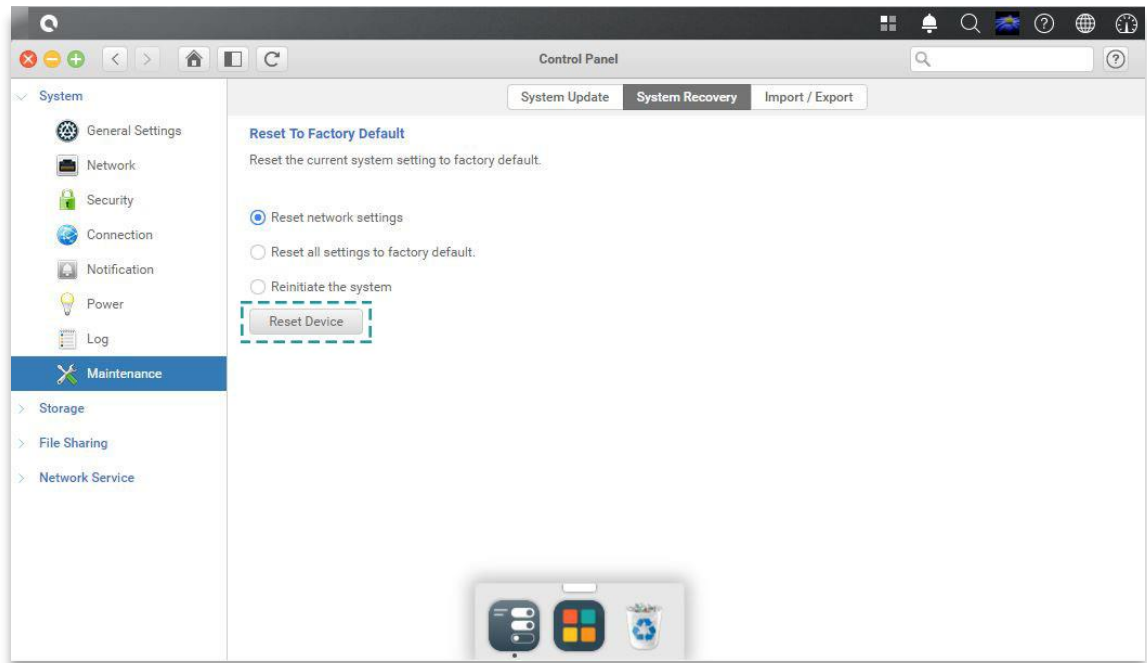 Control Panel
System
General Settings
Network
Security
Connection
Notification
Power
Log
Maintenance
Storage
File Sharing
Network Service
System Update
System Recovery
Import / Export
Reset To Factory Default
Reset the current system setting to factory default.
Reset network settings
Reset all settings to factory default.
Reinitiate the system
Reset Device